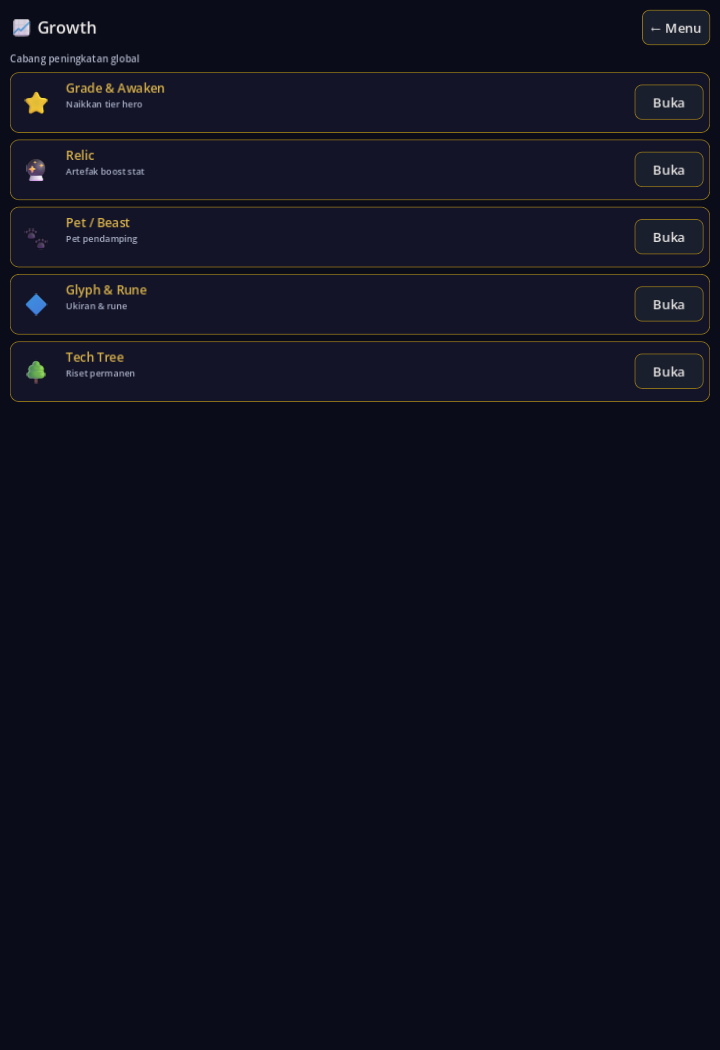 Growth
← Menu
Cabang peningkatan global
Grade & Awaken
Naikkan tier hero
Buka
Relic
Artefak boost stat
Buka
Pet / Beast
Pet pendamping
Buka
Glyph & Rune
Ukiran & rune
Buka
Tech Tree
Riset permanen
Buka